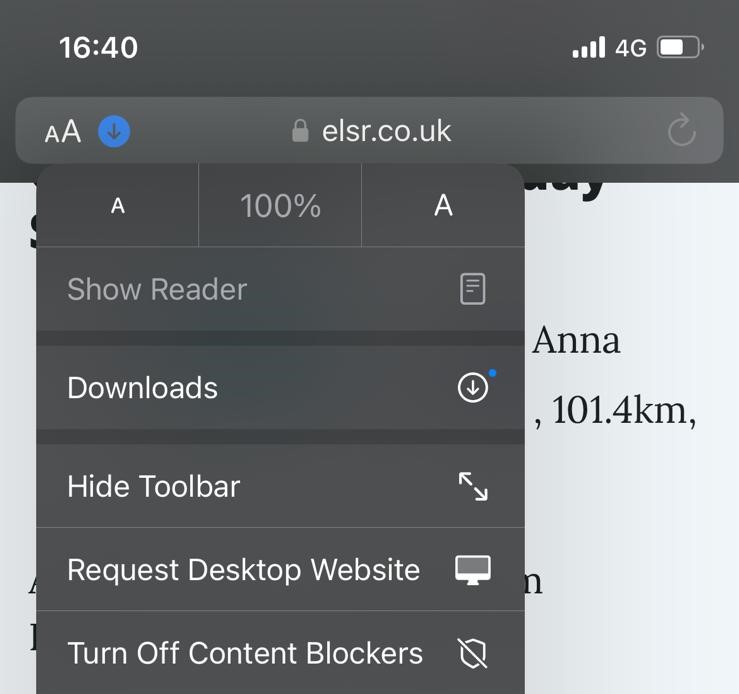 16:40 4G
AA elsr.co.uk
A 100% A
Show Reader
Anna
Downloads
, 101.4km,
Hide Toolbar
Request Desktop Website
Turn Off Content Blockers